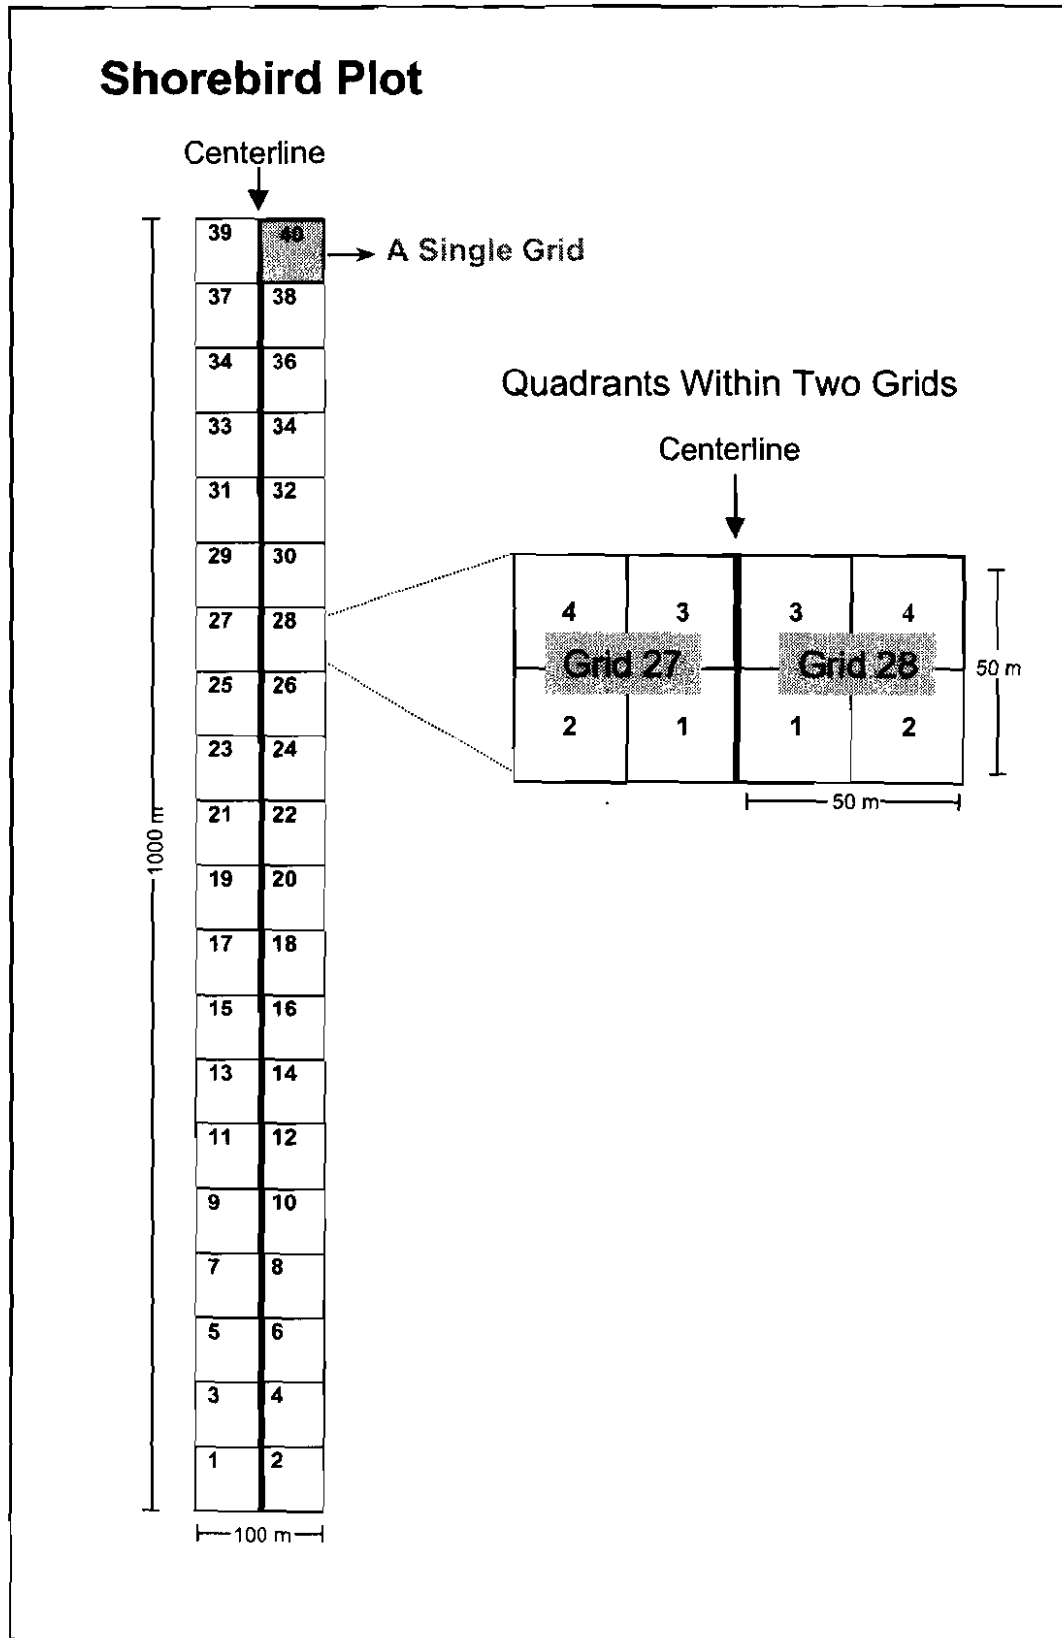 Shorebird Plot
Centerline
39 40
A Single Grid
37 38
34 36
33 34
31 32
29 30
27 28
25 26
23 24
21 22
19 20
17 18
15 16
13 14
11 12
9 10
7 8
5 6
3 4
1 2
1000 m
100 m
Quadrants Within Two Grids
Centerline
4 3 3 4
Grid 27 Grid 28
2 1 1 2
50 m
50 m